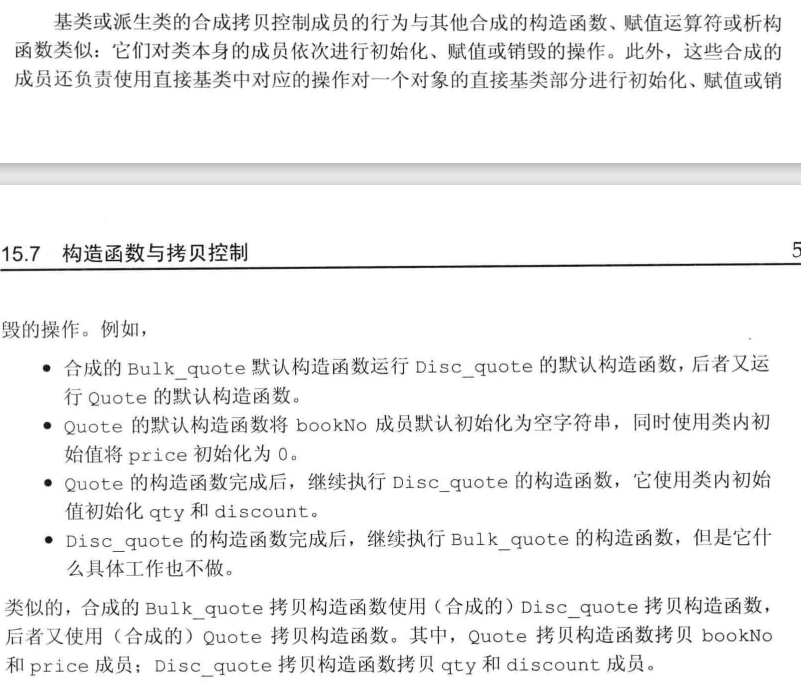 基类或派生类的合成拷贝控制成员的行为与其他合成的构造函数、赋值运算符或析构
函数类似：它们对类本身的成员依次进行初始化、赋值或销毁的操作。此外，这些合成的
成员还负责使用直接基类中对应的操作对一个对象的直接基类部分进行初始化、赋值或销
15.7 构造函数与拷贝控制 5
毁的操作。例如，
• 合成的 Bulk_quote 默认构造函数运行 Disc_quote 的默认构造函数，后者又运
行 Quote 的默认构造函数。
• Quote 的默认构造函数将 bookNo 成员默认初始化为空字符串，同时使用类内初
始值将 price 初始化为 0。
• Quote 的构造函数完成后，继续执行 Disc_quote 的构造函数，它使用类内初始
值初始化 qty 和 discount。
• Disc_quote 的构造函数完成后，继续执行 Bulk_quote 的构造函数，但是它什
么具体工作也不做。
类似的，合成的 Bulk_quote 拷贝构造函数使用（合成的）Disc_quote 拷贝构造函数，
后者又使用（合成的）Quote 拷贝构造函数。其中，Quote 拷贝构造函数拷贝 bookNo
和 price 成员；Disc_quote 拷贝构造函数拷贝 qty 和 discount 成员。